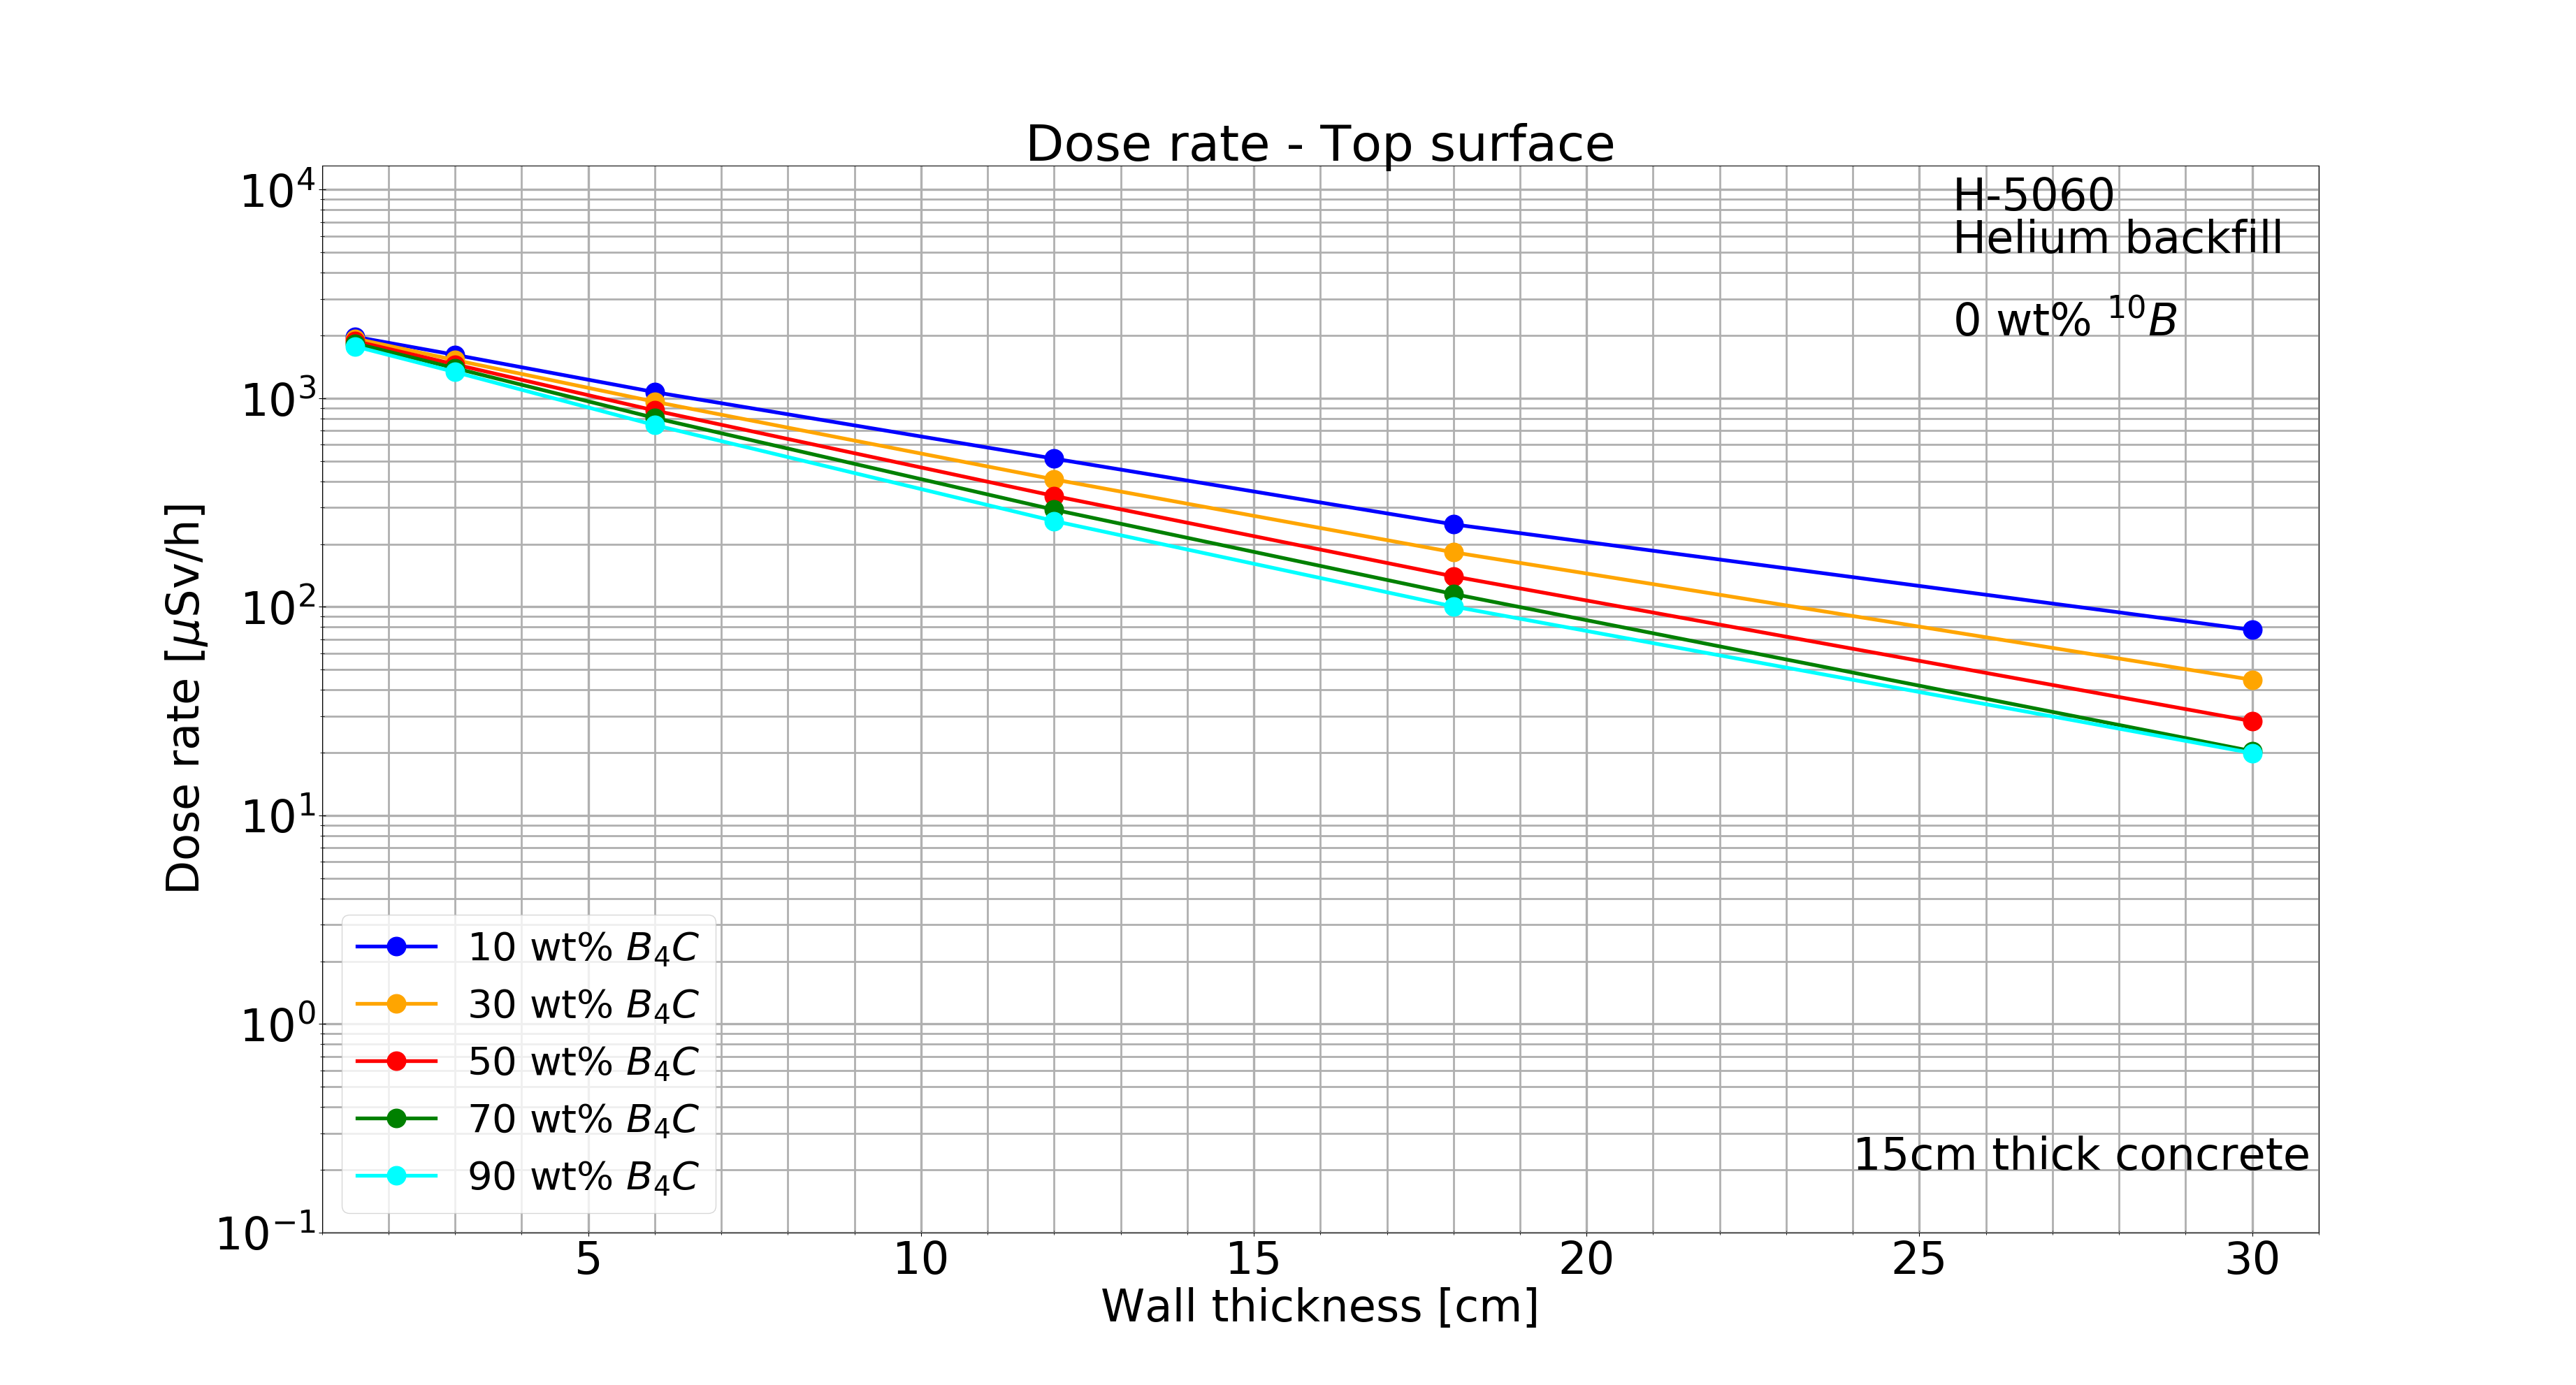 Dose rate - Top surface
10⁴
10³
10²
10¹
10⁰
10⁻¹
Dose rate [μSv/h]
H-5060
Helium backfill
0 wt% ¹⁰B
10 wt% B₄C
30 wt% B₄C
50 wt% B₄C
70 wt% B₄C
90 wt% B₄C
15cm thick concrete
5 10 15 20 25 30
Wall thickness [cm]